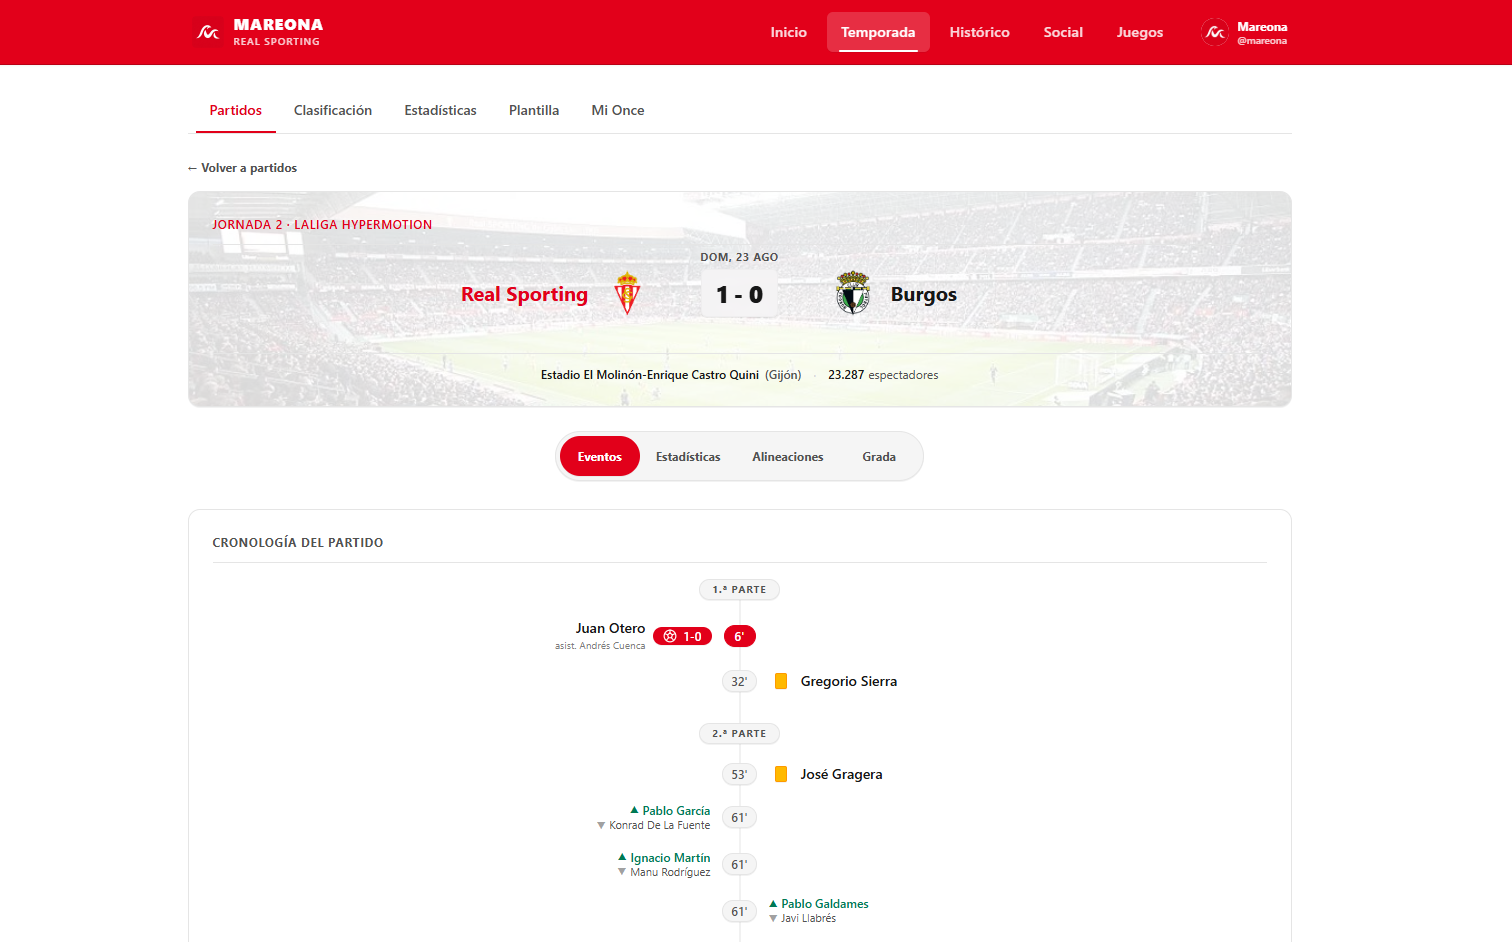 MAREONA
REAL SPORTING
Inicio
Temporada
Histórico
Social
Juegos
Mareona
@mareona
Partidos
Clasificación
Estadísticas
Plantilla
Mi Once
← Volver a partidos
JORNADA 2 · LALIGA HYPERMOTION
DOM, 23 AGO
Real Sporting
1 - 0
Burgos
Estadio El Molinón-Enrique Castro Quini (Gijón) · 23.287 espectadores
Eventos
Estadísticas
Alineaciones
Grada
CRONOLOGÍA DEL PARTIDO
1.ª PARTE
Juan Otero
asist. Andrés Cuenca
1-0
6'
32'
Gregorio Sierra
2.ª PARTE
53'
José Gragera
▲ Pablo García
▼ Konrad De La Fuente
61'
▲ Ignacio Martín
▼ Manu Rodríguez
61'
61'
▲ Pablo Galdames
▼ Javi Llabrés